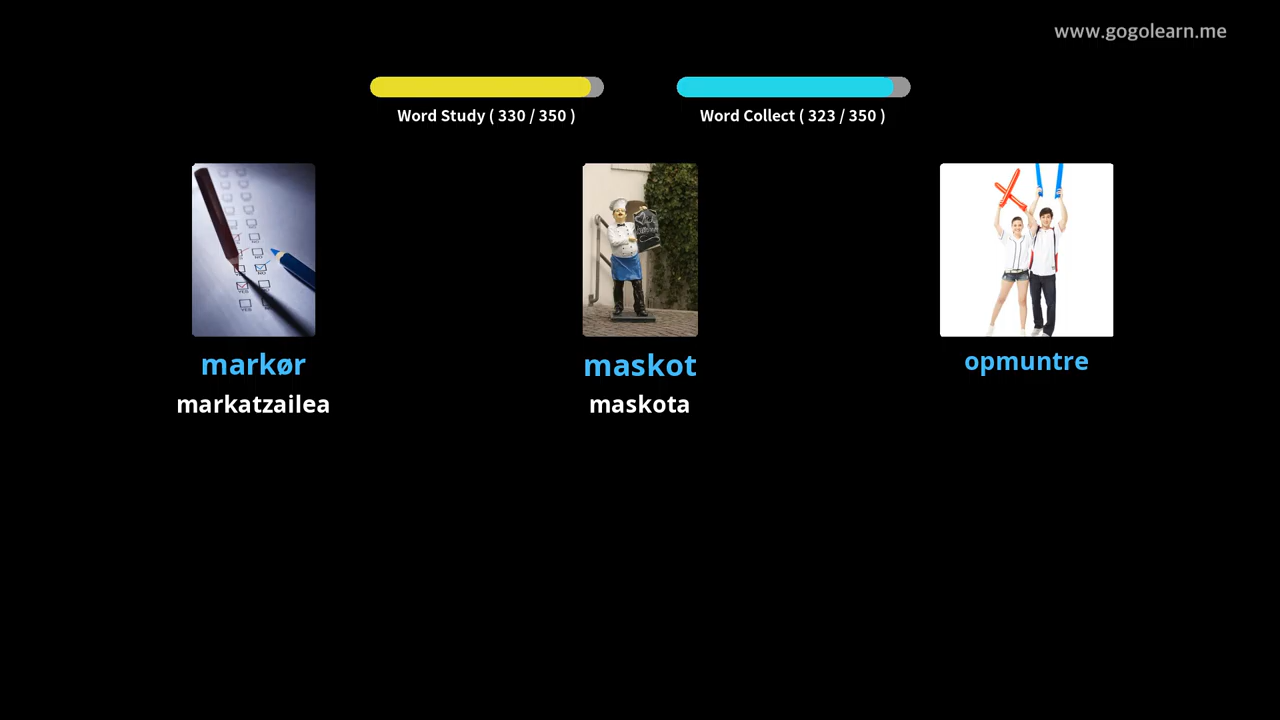 www.gogolearn.me
Word Study ( 330 / 350 )
Word Collect ( 323 / 350 )
markør
maskot
opmuntre
markatzailea
maskota